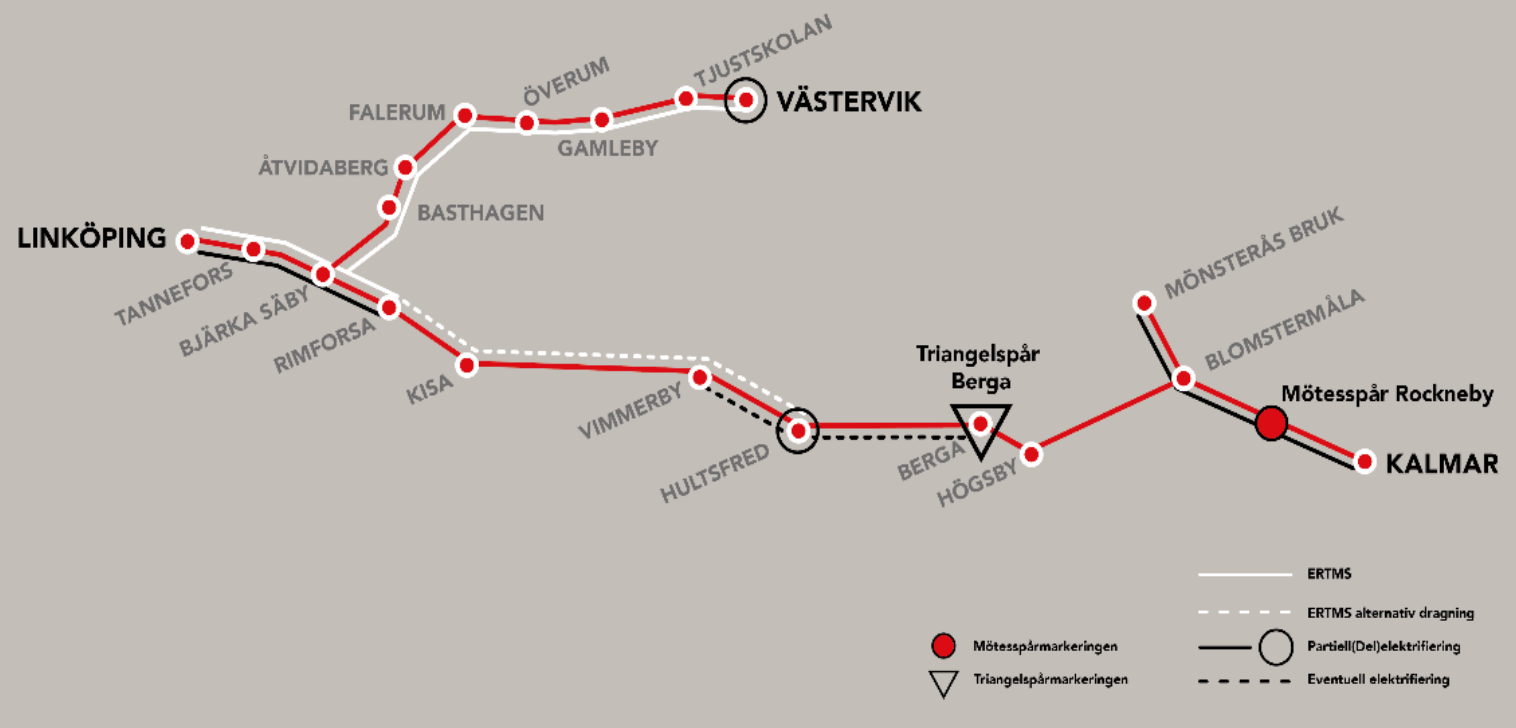 TJUSTSKOLAN
ÖVERUM
FALERUM
VÄSTERVIK
GAMLEBY
ÅTVIDABERG
BASTHAGEN
LINKÖPING
TANNEFORS
BJÄRKA SÄBY
RIMFORSA
KISA
VIMMERBY
HULTSFRED
Triangelspår
Berga
BERGA
HÖGSBY
MÖNSTERÅS BRUK
BLOMSTERMÅLA
Mötesspår Rockneby
KALMAR
ERTMS
ERTMS alternativ dragning
Mötesspårmarkeringen
Partiell(Del)elektrifiering
Triangelspårmarkeringen
Eventuell elektrifiering